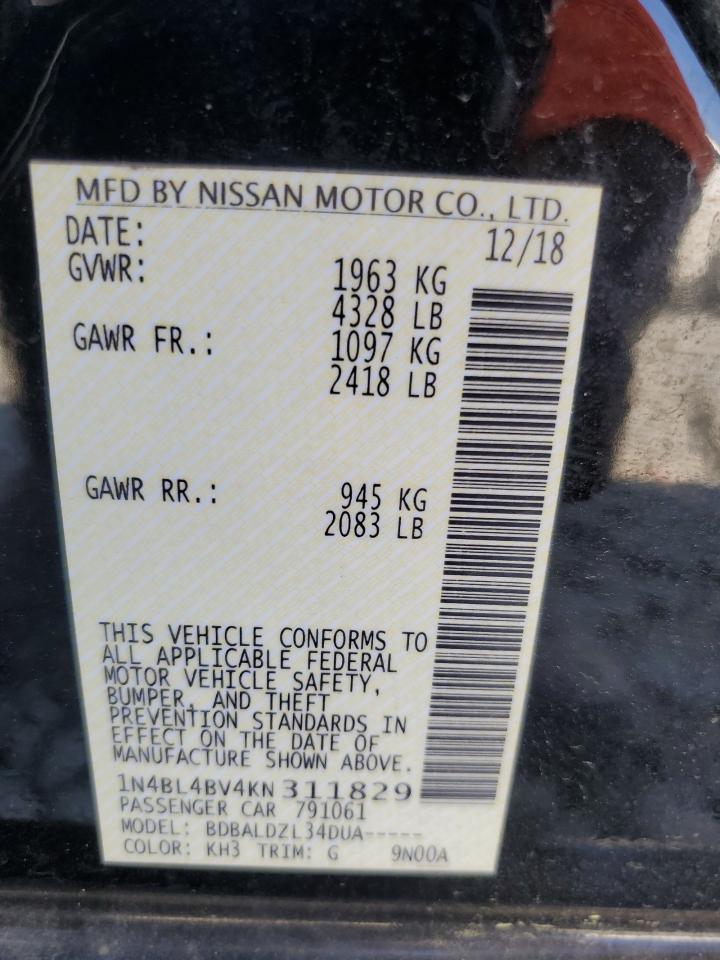 MFD BY NISSAN MOTOR CO., LTD.
DATE: 12/18
GVWR: 1963 KG
4328 LB
GAWR FR.: 1097 KG
2418 LB
GAWR RR.: 945 KG
2083 LB
THIS VEHICLE CONFORMS TO
ALL APPLICABLE FEDERAL
MOTOR VEHICLE SAFETY,
BUMPER, AND THEFT
PREVENTION STANDARDS IN
EFFECT ON THE DATE OF
MANUFACTURE SHOWN ABOVE.
1N4BL4BV4KN 311829
PASSENGER CAR 791061
MODEL: BDBALDZL34DUA-----
COLOR: KH3 TRIM: G 9N00A